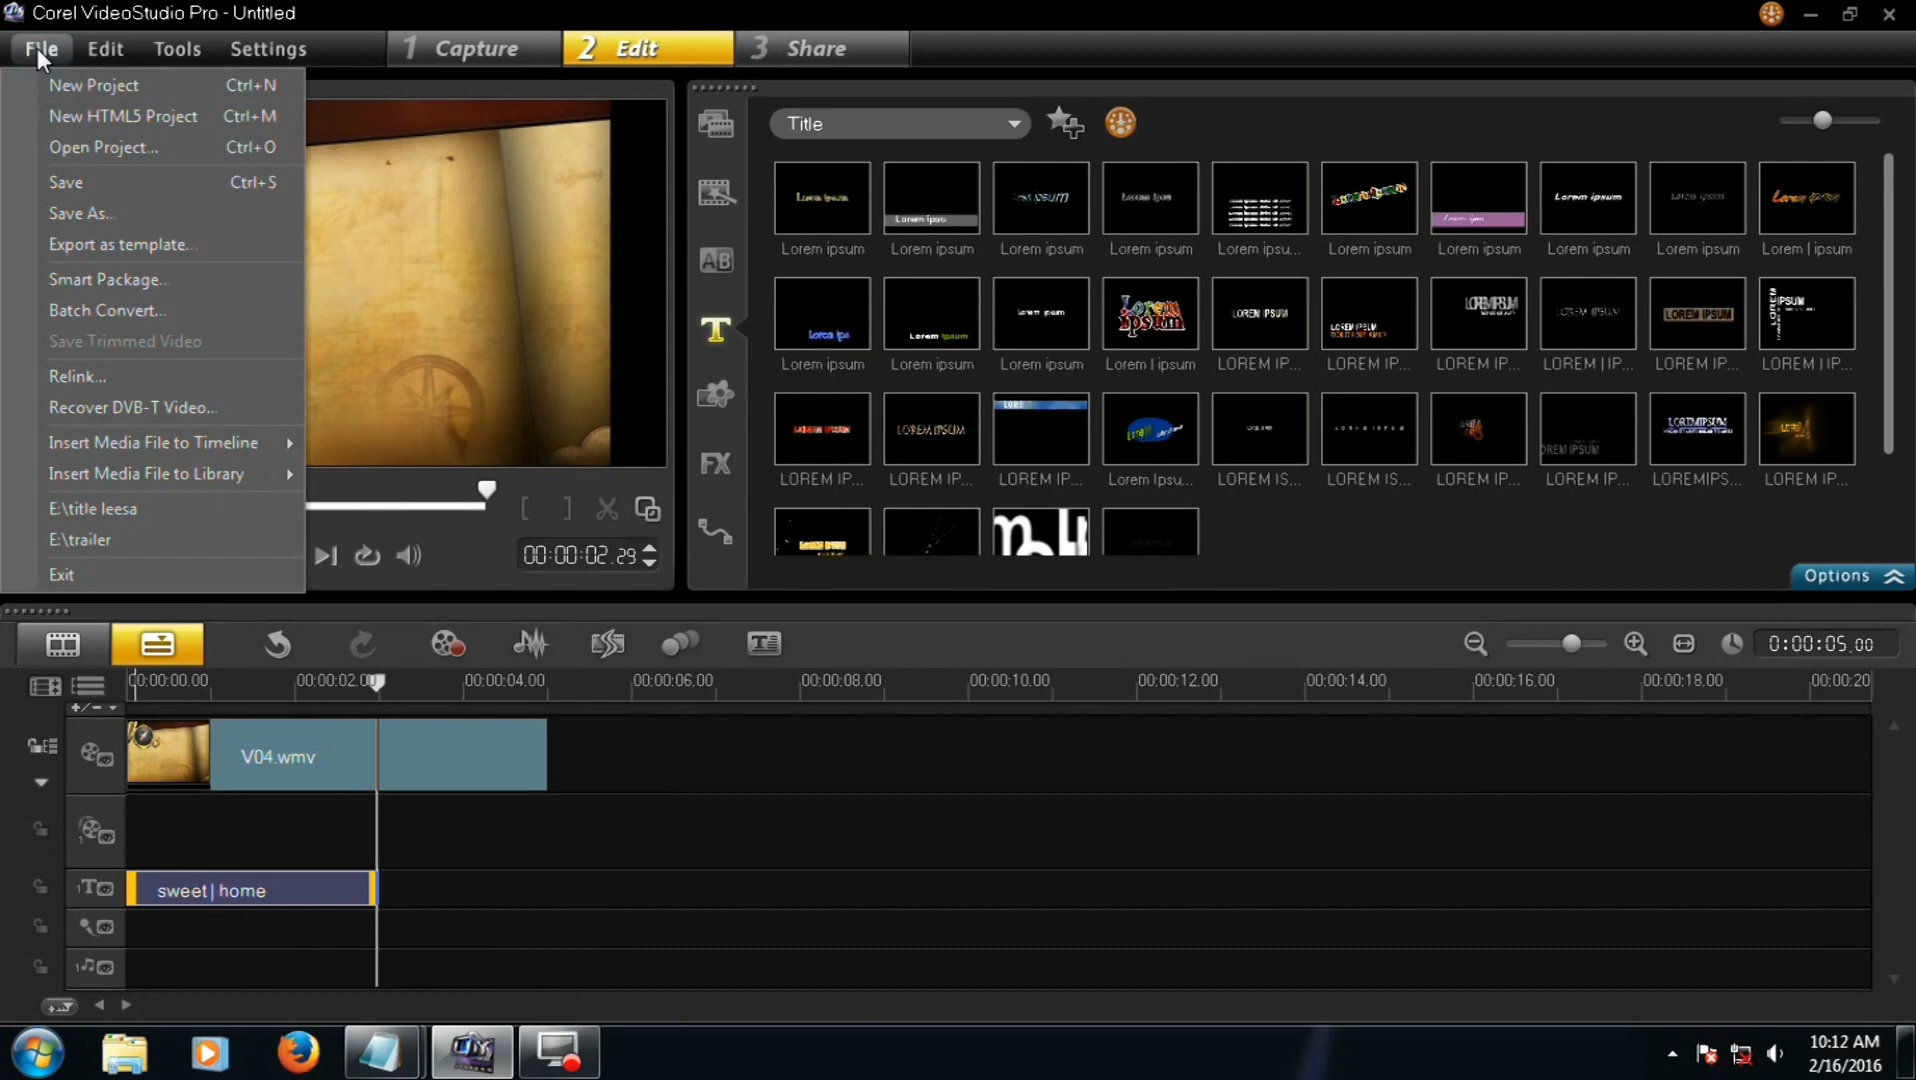 Corel VideoStudio Pro - Untitled
File Edit Tools Settings 1 Capture 2 Edit 3 Share
New Project Ctrl+N
New HTML5 Project Ctrl+M
Open Project... Ctrl+O
Save Ctrl+S
Save As...
Export as template...
Smart Package...
Batch Convert...
Save Trimmed Video
Relink...
Recover DVB-T Video...
Insert Media File to Timeline
Insert Media File to Library
E:\title leesa
E:\trailer
Exit
00:00:02.29
Title
AB
T
FX
Lorem ipsum Lorem ipsum Lorem ipsum Lorem ipsum Lorem ipsu... Lorem ipsum Lorem ipsum Lorem ipsum Lorem ipsum Lorem | ipsum
Lorem ipsum Lorem ipsum Lorem ipsum Lorem | ipsum LOREM IP... LOREM IP... LOREM IP... LOREM | IP... LOREM IP... LOREM | IP...
LOREM IP... LOREM IP... LOREM IP... Lorem Ipsu... LOREM IS... LOREM IS... LOREM IP... LOREM IP... LOREMIPS... LOREM IP...
Options
0:00:05.00
00:00:00.00 00:00:02.00 00:00:04.00 00:00:06.00 00:00:08.00 00:00:10.00 00:00:12.00 00:00:14.00 00:00:16.00 00:00:18.00 00:00:20
V04.wmv
1
1T sweet | home
1
10:12 AM
2/16/2016